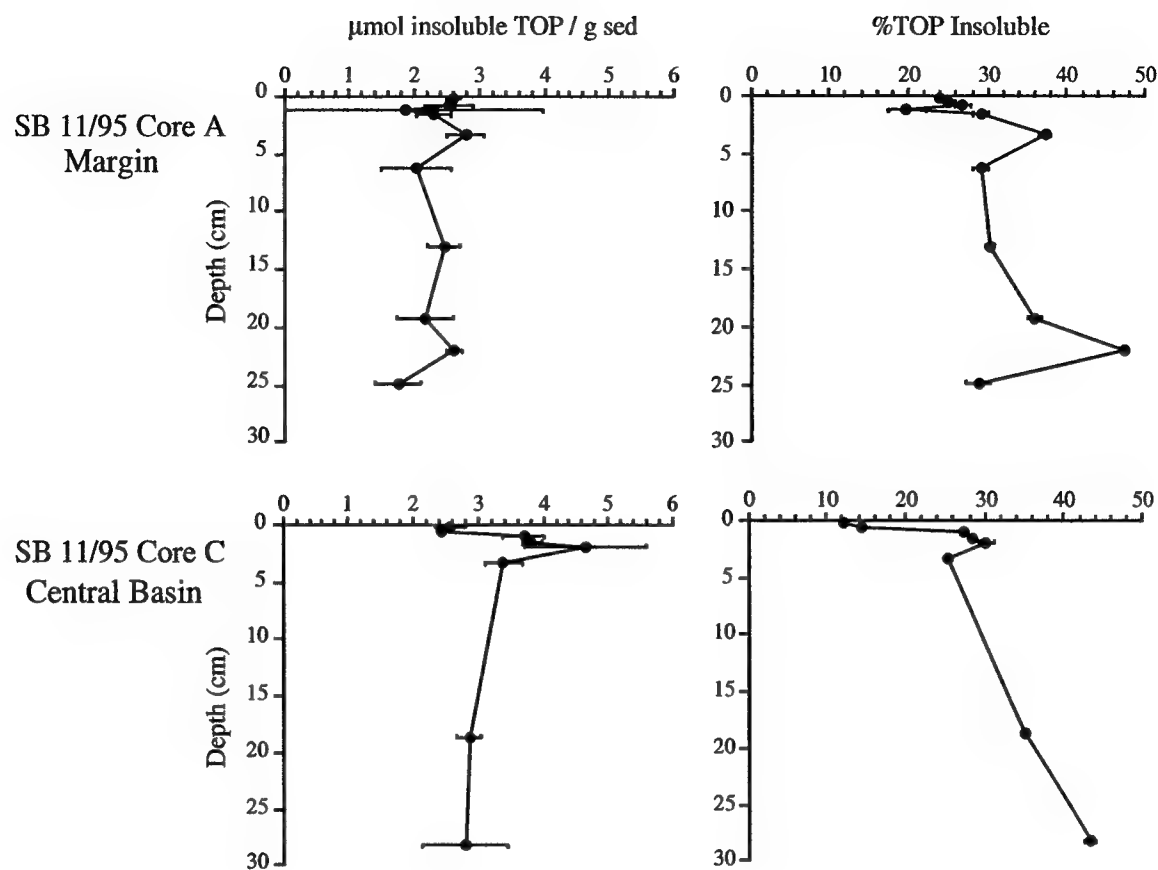 µmol insoluble TOP / g sed
%TOP Insoluble
0 1 2 3 4 5 6
0 10 20 30 40 50
SB 11/95 Core A
Margin
Depth (cm)
0
5
10
15
20
25
30
0
5
10
15
20
25
30
0 1 2 3 4 5 6
0 10 20 30 40 50
SB 11/95 Core C
Central Basin
Depth (cm)
0
5
10
15
20
25
30
0
5
10
15
20
25
30